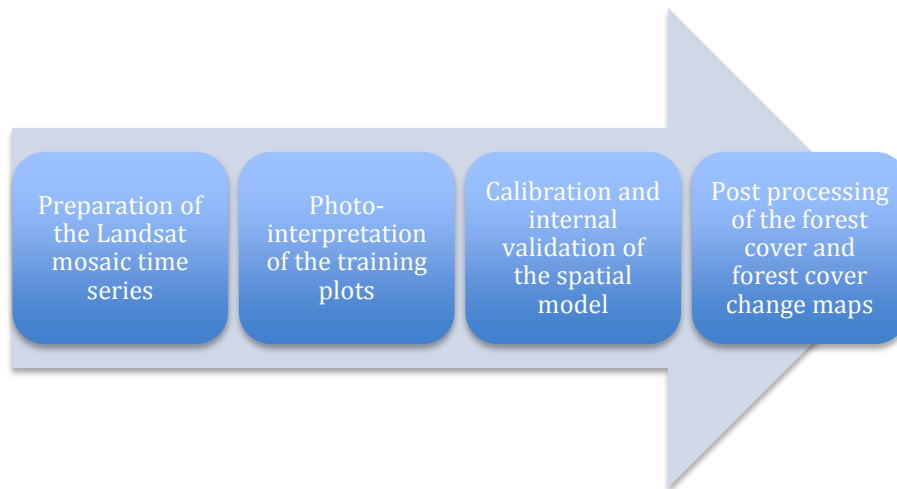 Preparation of
the Landsat
mosaic time
series
Photo-
interpretation
of the training
plots
Calibration and
internal
validation of
the spatial
model
Post processing
of the forest
cover and
forest cover
change maps